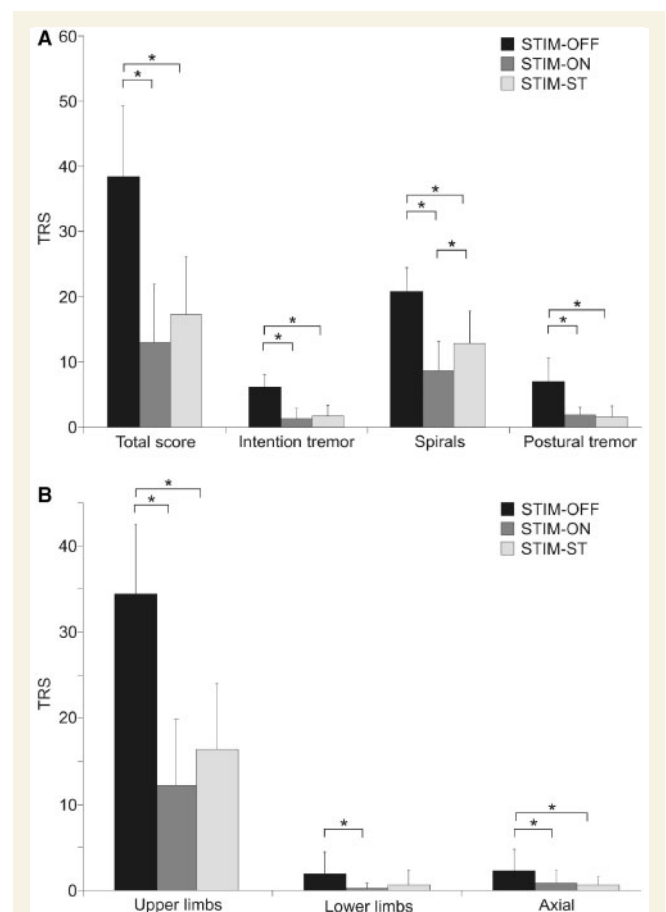 A
60
50
40
30
20
10
0
TRS
STIM-OFF
STIM-ON
STIM-ST
*
*
*
*
*
*
*
*
*
Total score Intention tremor Spirals Postural tremor
B
40
30
20
10
0
TRS
STIM-OFF
STIM-ON
STIM-ST
*
*
*
*
*
Upper limbs Lower limbs Axial